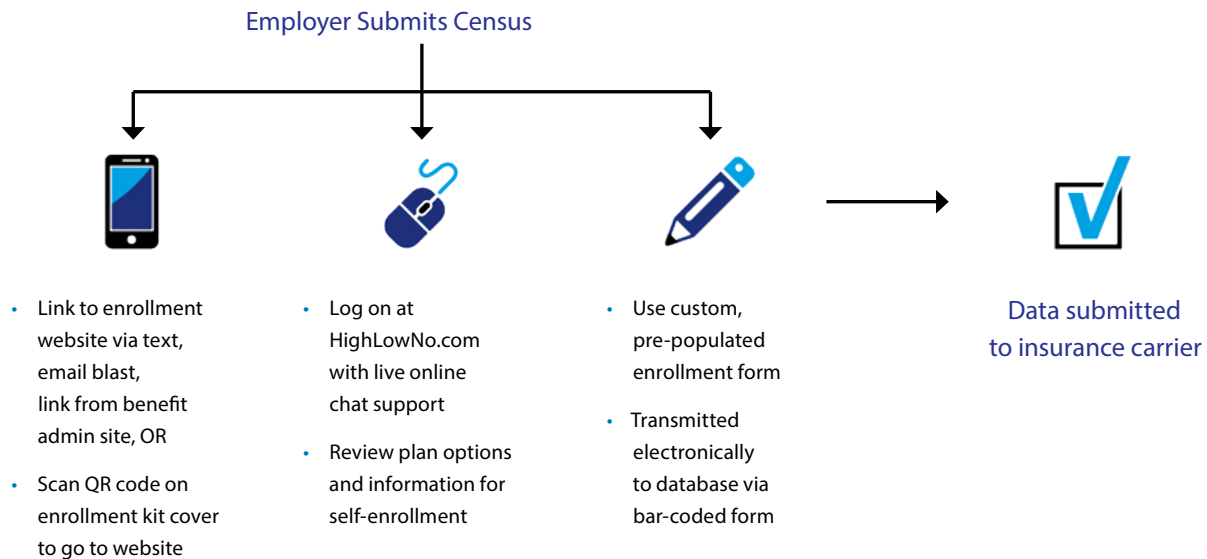 Employer Submits Census
• Link to enrollment
website via text,
email blast,
link from benefit
admin site, OR
• Scan QR code on
enrollment kit cover
to go to website
• Log on at
HighLowNo.com
with live online
chat support
• Review plan options
and information for
self-enrollment
• Use custom,
pre-populated
enrollment form
• Transmitted
electronically
to database via
bar-coded form
Data submitted
to insurance carrier